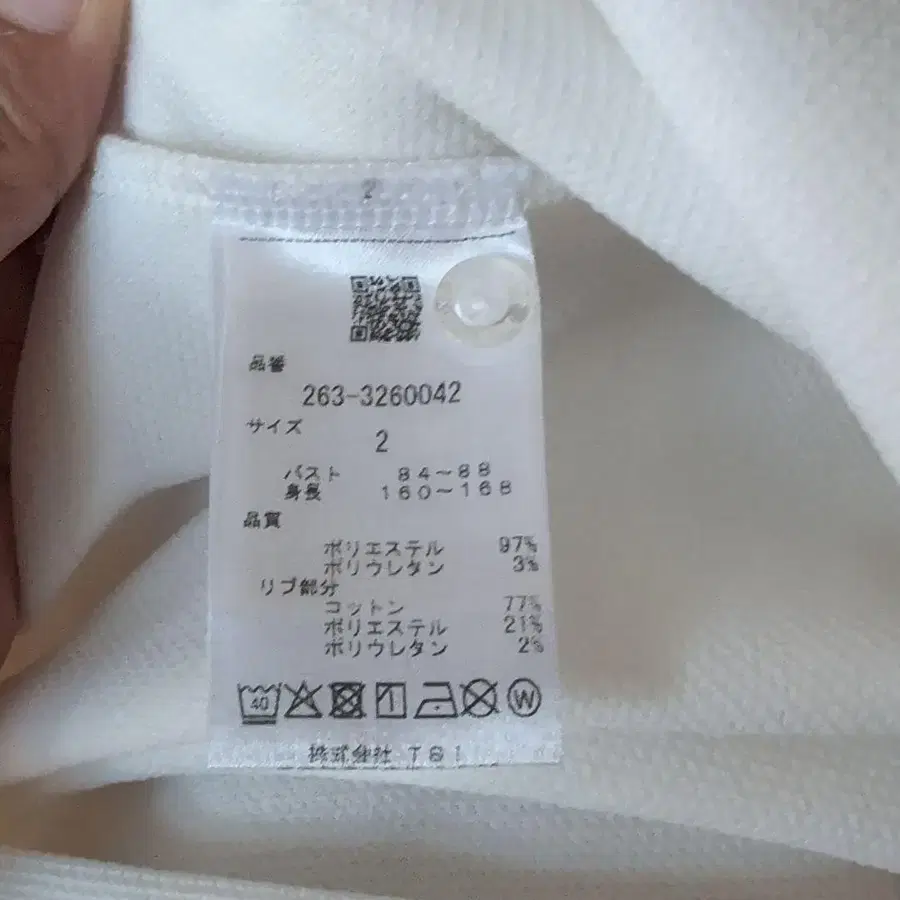 2
品番
263-3260042
サイズ
2
バスト 84~88
身長 160~168
品質
ポリエステル 97%
ポリウレタン 3%
リブ部分
コットン 77%
ポリエステル 21%
ポリウレタン 2%
40 W
株式会社 TSI